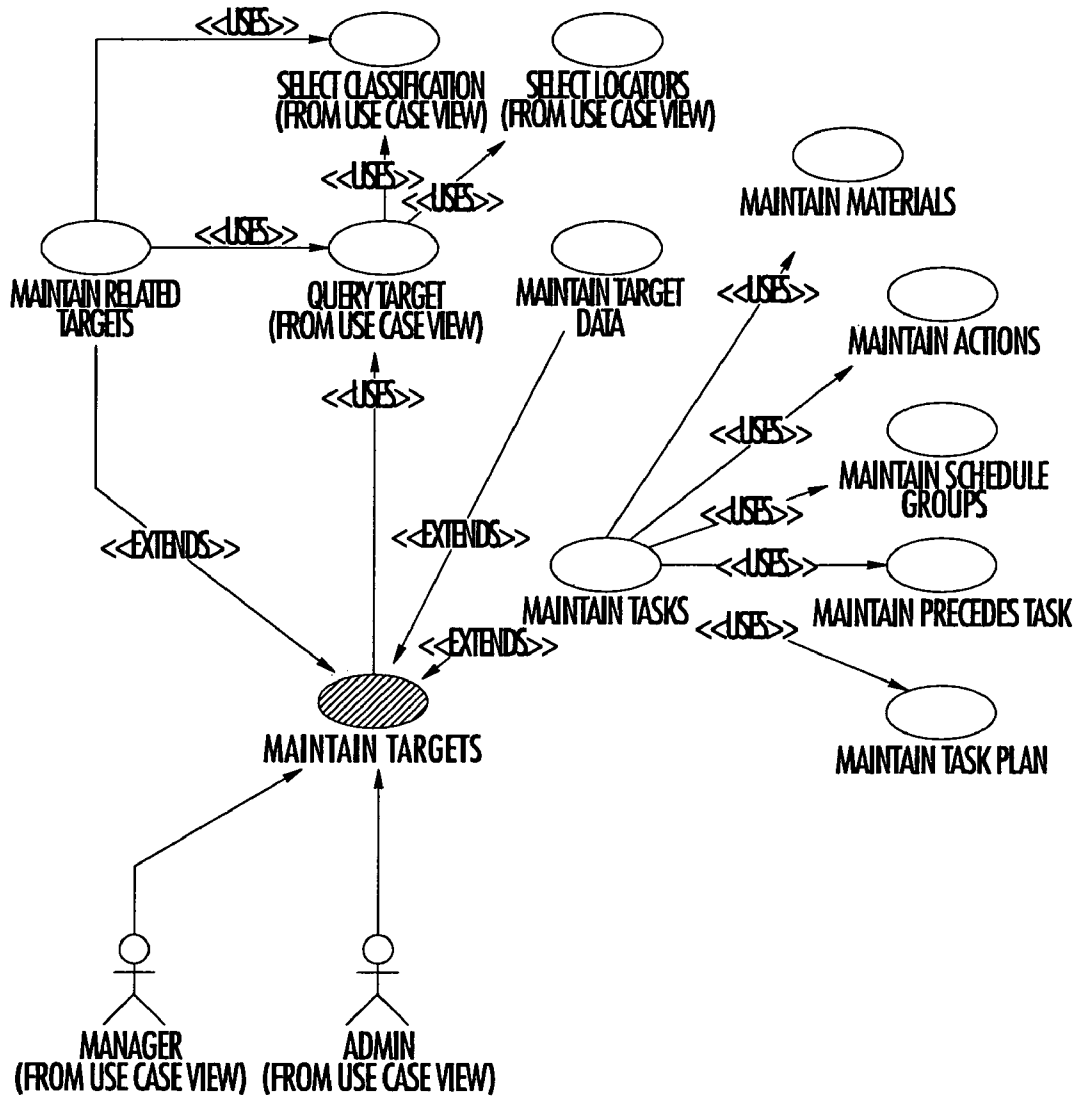 <<USES>>
SELECT CLASSIFICATION
(FROM USE CASE VIEW)
SELECT LOCATORS
(FROM USE CASE VIEW)
<<USES>>
<<USES>>
MAINTAIN MATERIALS
<<USES>>
MAINTAIN RELATED
TARGETS
QUERY TARGET
(FROM USE CASE VIEW)
MAINTAIN TARGET
DATA
<<USES>>
MAINTAIN ACTIONS
<<USES>>
<<USES>>
MAINTAIN SCHEDULE
GROUPS
<<USES>>
<<EXTENDS>>
<<EXTENDS>>
<<USES>>
MAINTAIN TASKS
MAINTAIN PRECEDES TASK
<<USES>>
<<EXTENDS>>
MAINTAIN TARGETS
MAINTAIN TASK PLAN
MANAGER
(FROM USE CASE VIEW)
ADMIN
(FROM USE CASE VIEW)